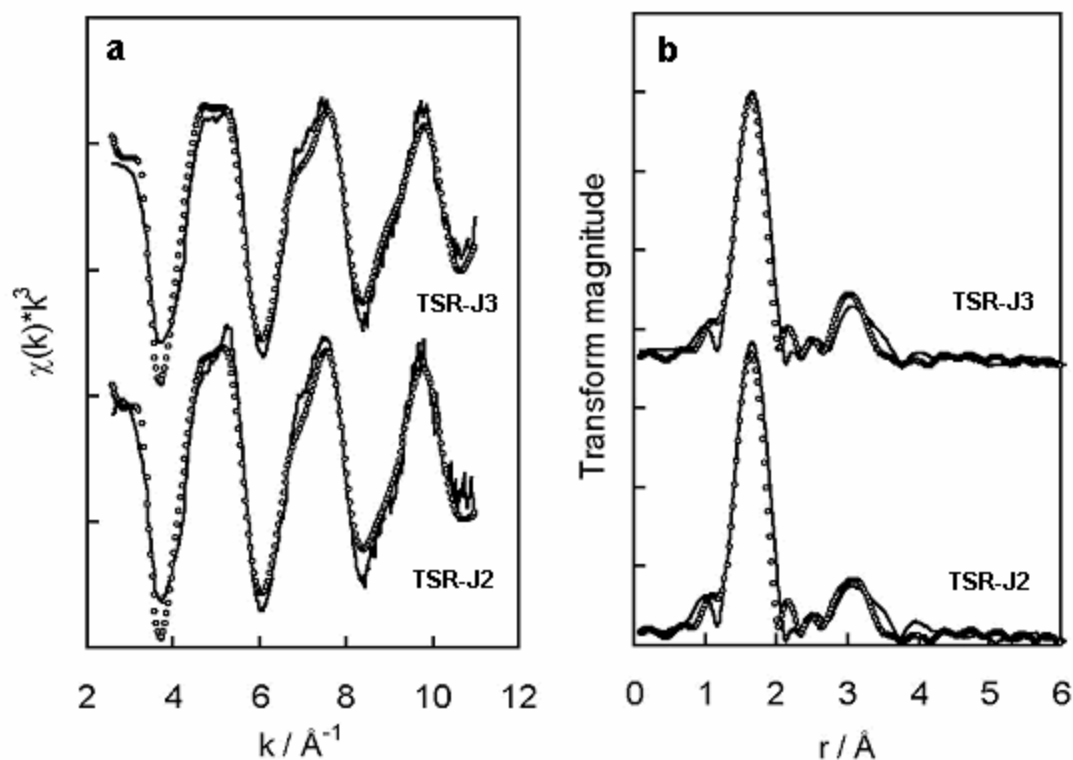 a
χ(k)*k³
TSR-J3
TSR-J2
2 4 6 8 10 12
k / Å⁻¹
b
Transform magnitude
TSR-J3
TSR-J2
0 1 2 3 4 5 6
r / Å